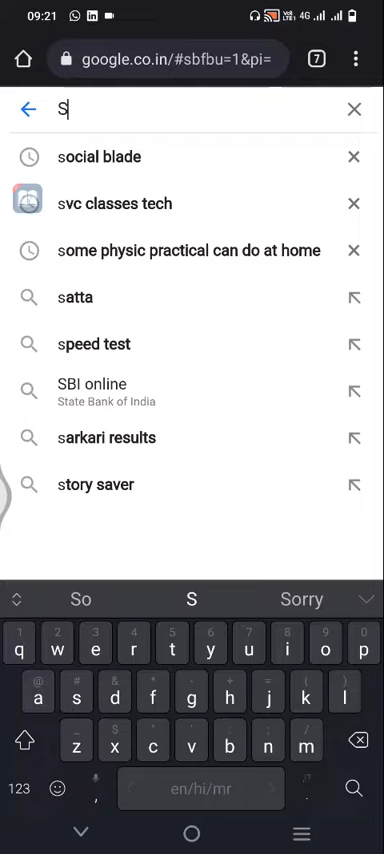 09:21
Vo) LTE1 4G
google.co.in/#sbfbu=1&pi=
7
S
social blade
svc classes tech
some physic practical can do at home
satta
speed test
SBI online
State Bank of India
sarkari results
story saver
So S Sorry
1 2 3 4 5 6 7 8 9 0
q w e r t y u i o p
@ # & * - + = ( )
a s d f g h j k l
_ $ " ' : ; /
z x c v b n m
123 , en/hi/mr .
!?